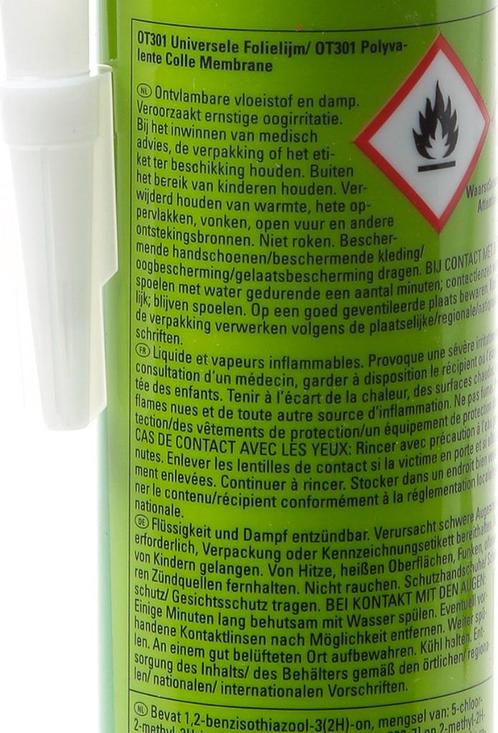 OT301 Universele Folielijm/ OT301 Polyva-
lente Colle Membrane
NL Ontvlambare vloeistof en damp.
Veroorzaakt ernstige oogirritatie.
Bij het inwinnen van medisch
advies, de verpakking of het eti-
ket ter beschikking houden. Buiten
het bereik van kinderen houden. Ver-
wijderd houden van warmte, hete op-
pervlakken, vonken, open vuur en andere
ontstekingsbronnen. Niet roken. Bescher-
mende handschoenen/beschermende kleding/
oogbescherming/gelaatsbescherming dragen. BIJ CONTACT MET
spoelen met water gedurende een aantal minuten;
lijk; blijven spoelen. Op een goed geventileerde plaats bewaren.
de verpakking verwerken volgens de plaatselijke/regionale/
schriften.
FR Liquide et vapeurs inflammables. Provoque une sévère
consultation d'un médecin, garder à disposition le récipient ou
tée des enfants. Tenir à l'écart de la chaleur, des surfaces
flames nues et de toute autre source d'inflammation. Ne pas
tection/des vêtements de protection/un équipement de
CAS DE CONTACT AVEC LES YEUX: Rincer avec précaution à
nutes. Enlever les lentilles de contact si la victime en porte et si
ment enlevées. Continuer à rincer. Stocker dans un endroit bien
ner le contenu/récipient conformément à la réglementation
nationale.
DE Flüssigkeit und Dampf entzündbar. Verursacht schwere
erforderlich, Verpackung oder Kennzeichnungsetikett
von Kindern gelangen. Von Hitze, heißen Oberflächen, Funken,
ren Zündquellen fernhalten. Nicht rauchen. Schutzhandschuhe/
schutz/ Gesichtsschutz tragen. BEI KONTAKT MIT DEN AUGEN:
Einige Minuten lang behutsam mit Wasser spülen. Eventuell vor-
handene Kontaktlinsen nach Möglichkeit entfernen. Weiter spü-
len. An einem gut belüfteten Ort aufbewahren. Kühl halten. Ent-
sorgung des Inhalts/ des Behälters gemäß den örtlichen/
len/ nationalen/ internationalen Vorschriften.
NL Bevat 1,2-benzisothiazool-3(2H)-on, mengsel van: 5-chloor-